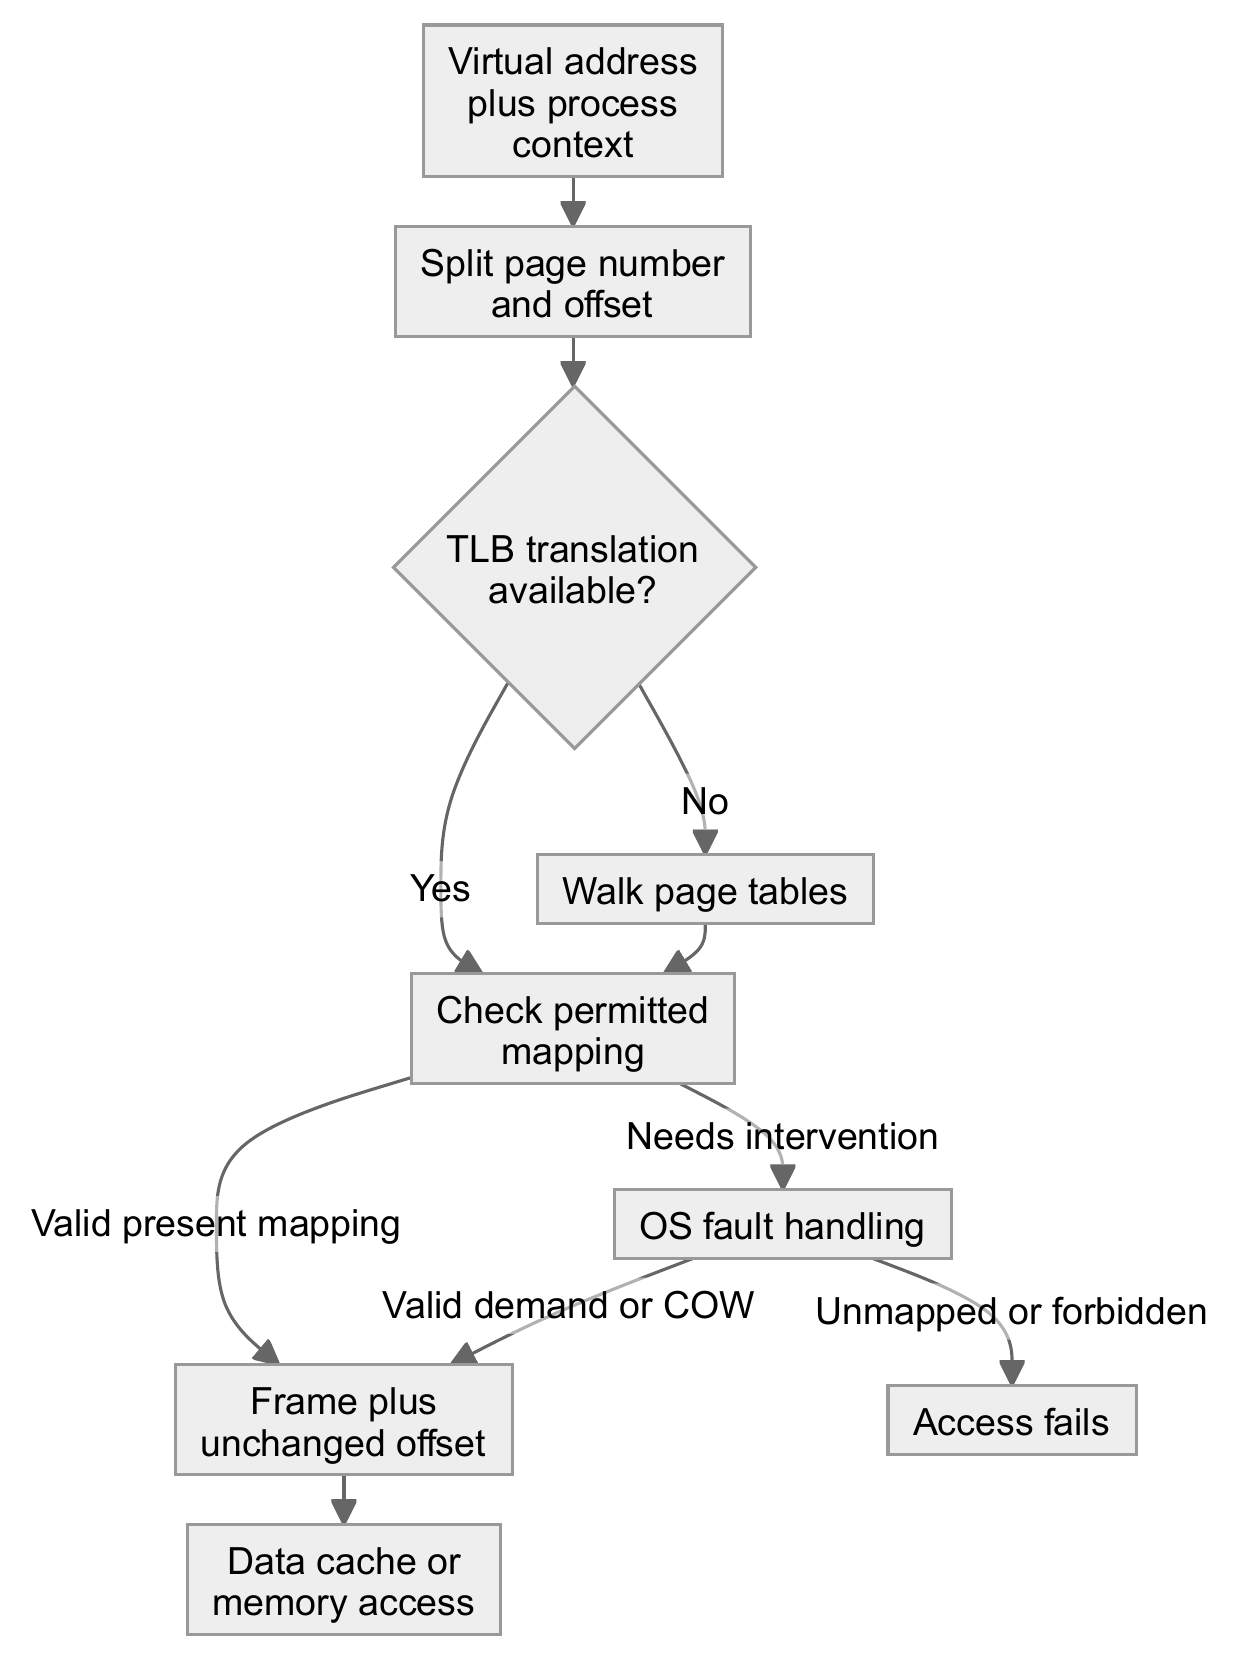 Virtual address
plus process
context
Split page number
and offset
TLB translation
available?
No
Yes
Walk page tables
Check permitted
mapping
Needs intervention
Valid present mapping
OS fault handling
Valid demand or COW
Unmapped or forbidden
Frame plus
unchanged offset
Access fails
Data cache or
memory access